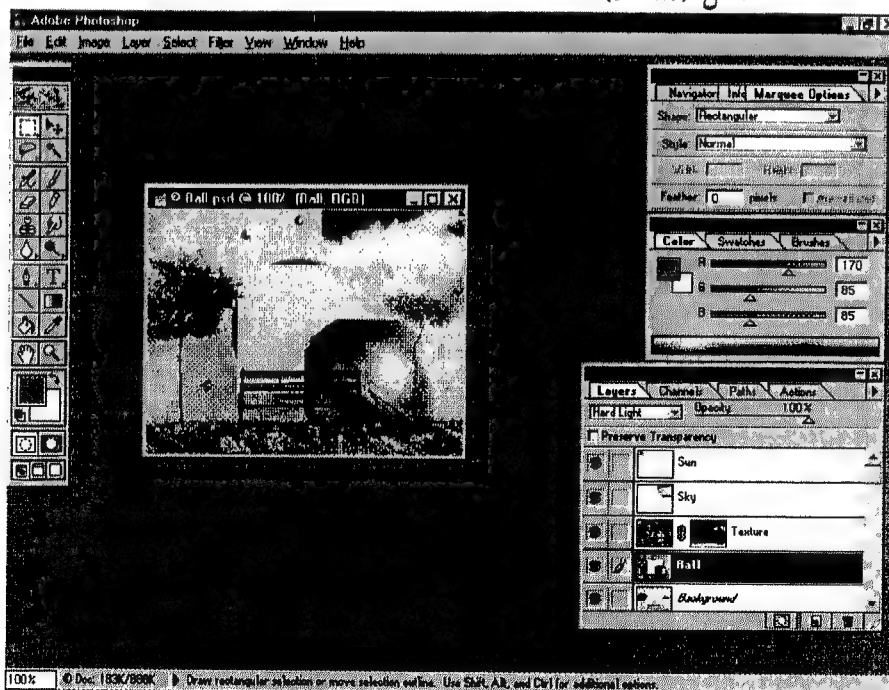 Adobe Photoshop
File Edit Image Layer Select Filter View Window Help
Navigator Info Marquee Options
Shape: Rectangular
Style: Normal
Width: Height:
Feather: 0 pixels
© Ball.psd @ 100% (Ball, RGB)
Color Swatches Brushes
R 170
G 85
B 85
Layers Channels Paths Actions
Hard Light Opacity 100%
Preserve Transparency
Sun
Sky
Texture
Ball
Background
100% © Doc: 183K/888K Draw rectangular selection or move selection outline. Use Shift, Alt, and Ctrl for additional options.